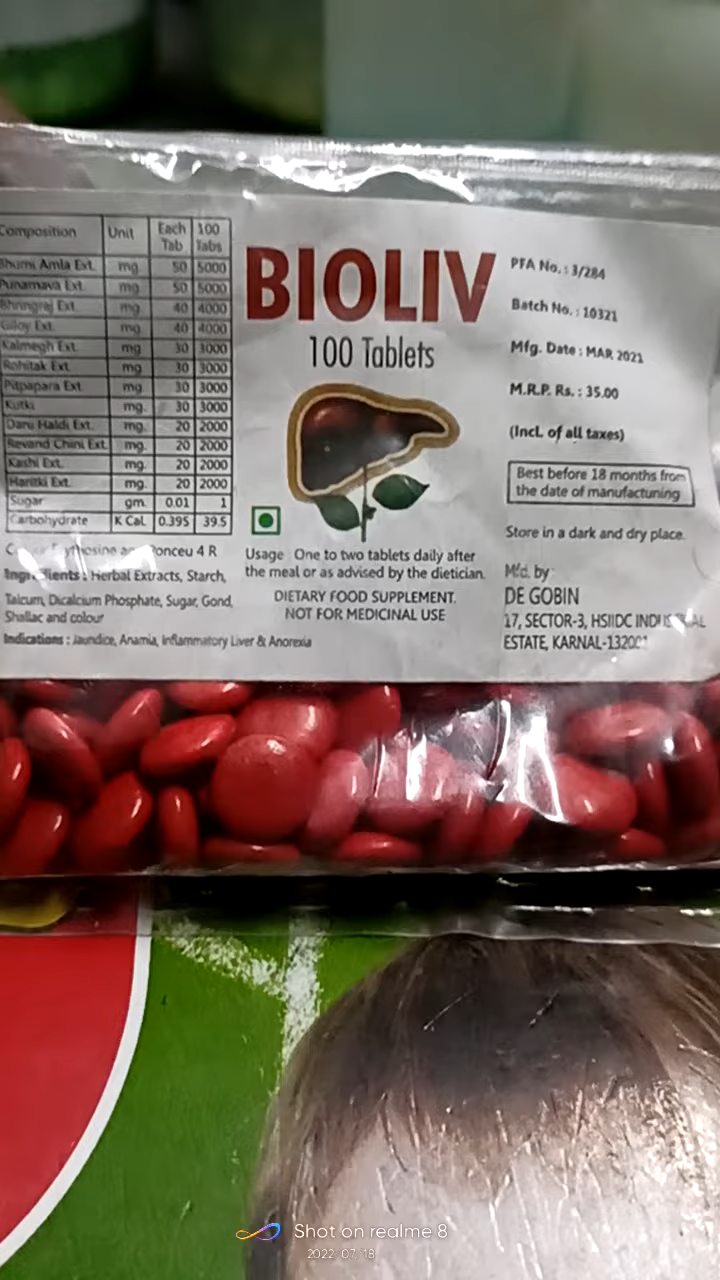 Composition Unit Each Tab 100 Tabs
Bhumi Amla Ext. mg 50 5000
Punarnava Ext. mg 50 5000
Bhringraj Ext. mg 40 4000
Giloy Ext. mg 40 4000
Kalmegh Ext. mg 30 3000
Rohitak Ext. mg 30 3000
Pitpapara Ext. mg 30 3000
Kutki mg. 30 3000
Daru Haldi Ext. mg. 20 2000
Revand Chini Ext. mg. 20 2000
Kashi Ext. mg. 20 2000
Haritki Ext. mg. 20 2000
Sugar gm. 0.01 1
Carbohydrate K Cal. 0.395 39.5
Ponceu 4 R
Ingredients : Herbal Extracts, Starch,
Talcum, Dicalcium Phosphate, Sugar, Gond,
Shallac and colour
Indications : Jaundice, Anamia, Inflammatory Liver & Anorexia
BIOLIV
100 Tablets
Usage : One to two tablets daily after
the meal or as advised by the dietician.
DIETARY FOOD SUPPLEMENT.
NOT FOR MEDICINAL USE
PFA No. : 3/284
Batch No. : 10321
Mfg. Date : MAR 2021
M.R.P. Rs. : 35.00
(Incl. of all taxes)
Best before 18 months from
the date of manufactuning
Store in a dark and dry place.
Mfd. by
DE GOBIN
17, SECTOR-3, HSIIDC INDUSTRIAL
ESTATE, KARNAL-132001
Shot on realme 8
2022/07/18